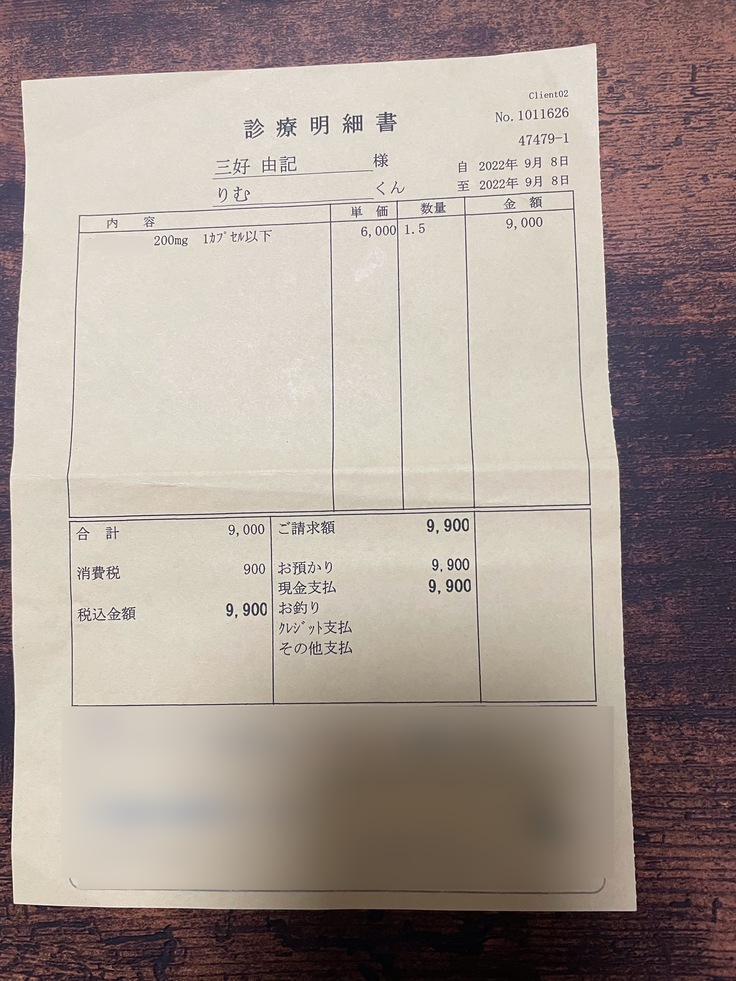 Client02
診療明細書
No.1011626
47479-1
三好 由記 様
自 2022年 9月 8日
りむ くん
至 2022年 9月 8日
内 容 単 価 数量 金 額
200mg 1カプセル以下 6,000 1.5 9,000
合 計 9,000 ご請求額 9,900
消費税 900 お預かり 9,900
現金支払 9,900
税込金額 9,900 お釣り
クレジット支払
その他支払